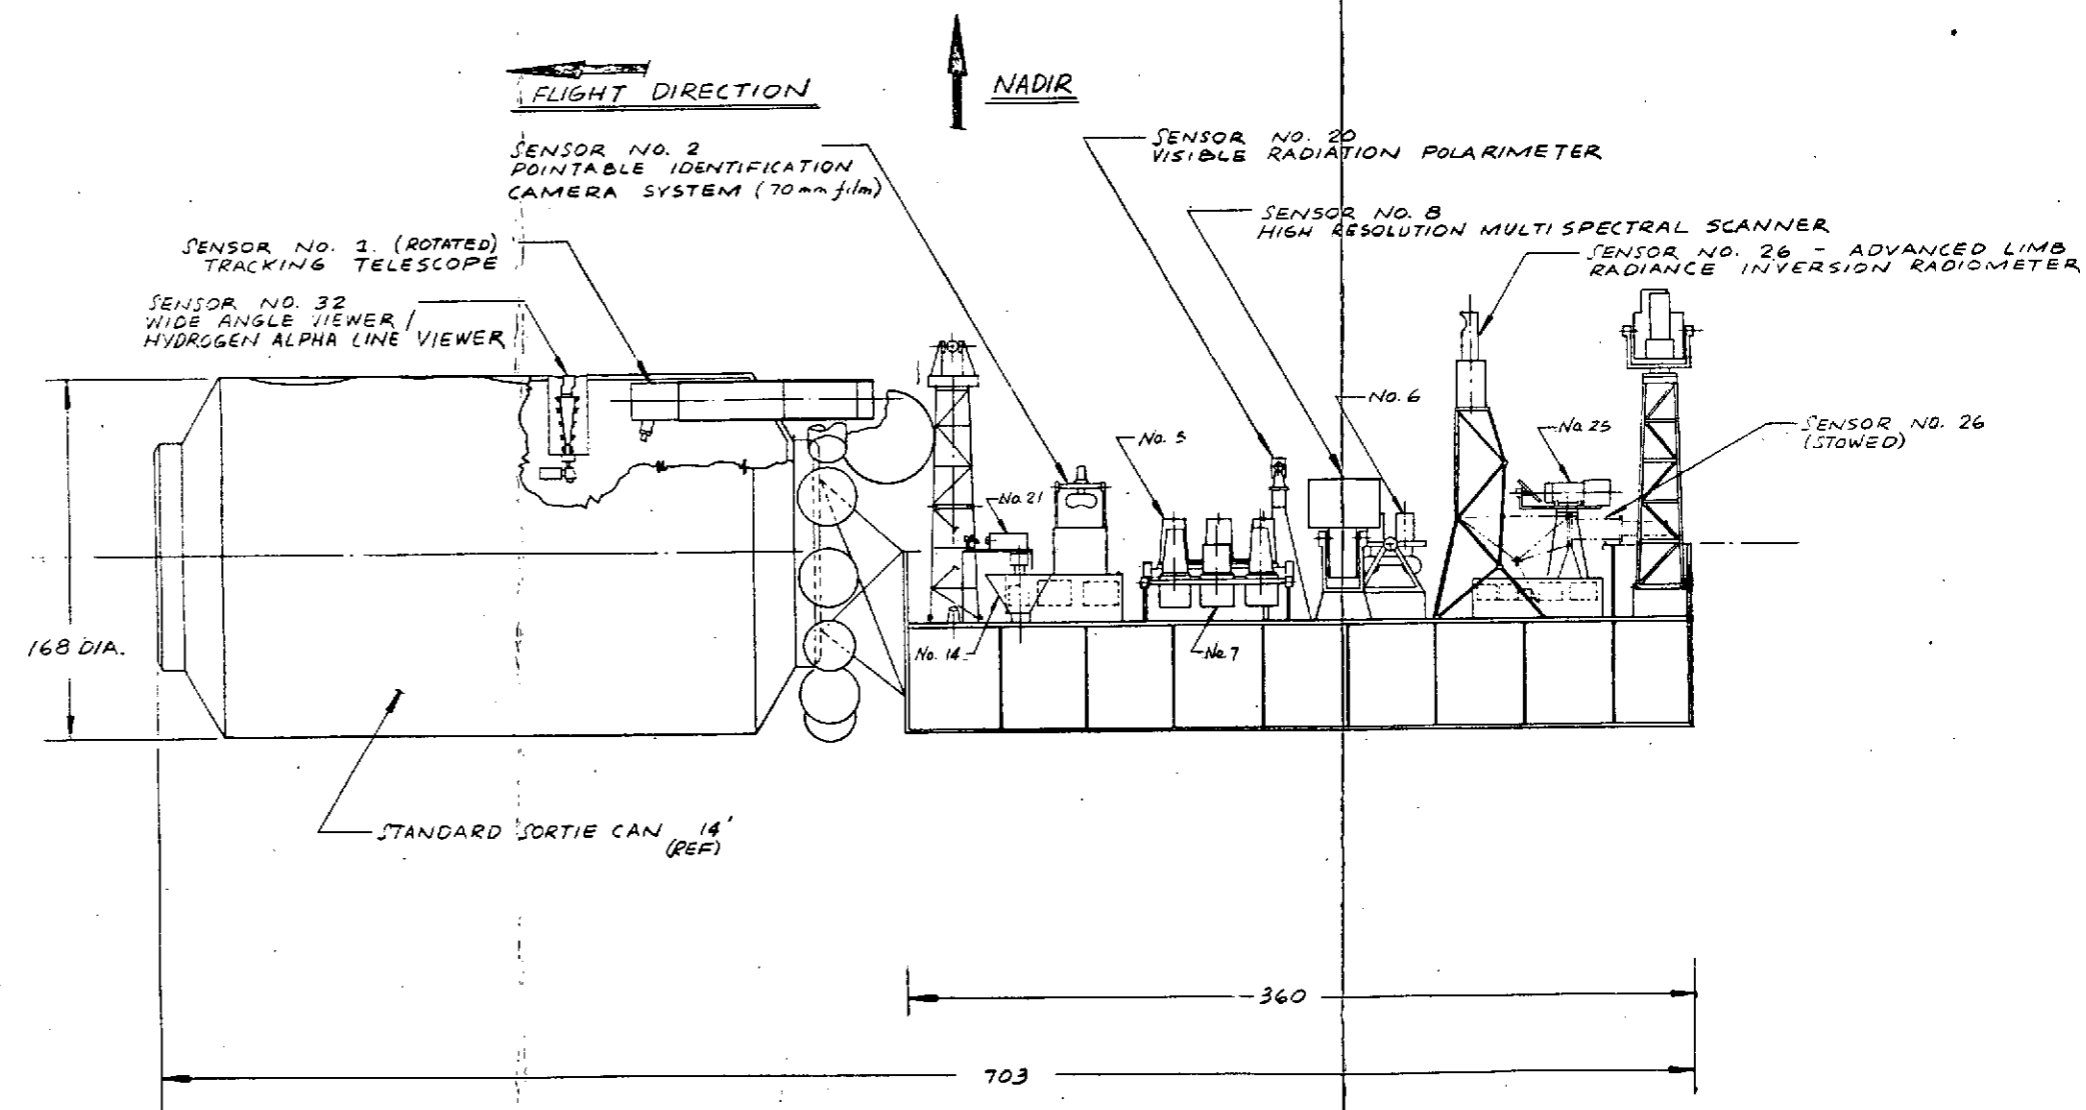 FLIGHT DIRECTION
NADIR
SENSOR NO. 2
POINTABLE IDENTIFICATION
CAMERA SYSTEM (70mm film)
SENSOR NO. 20
VISIBLE RADIATION POLARIMETER
SENSOR NO. 8
HIGH RESOLUTION MULTI SPECTRAL SCANNER
SENSOR NO. 26 - ADVANCED LIMB
RADIANCE INVERSION RADIOMETER
SENSOR NO. 1. (ROTATED)
TRACKING TELESCOPE
SENSOR NO. 32
WIDE ANGLE VIEWER /
HYDROGEN ALPHA LINE VIEWER
No. 6
No. 5
No. 25
SENSOR NO. 26
(STOWED)
No. 21
No. 14
No. 7
168 DIA.
STANDARD SORTIE CAN 14'
(REF)
360
703